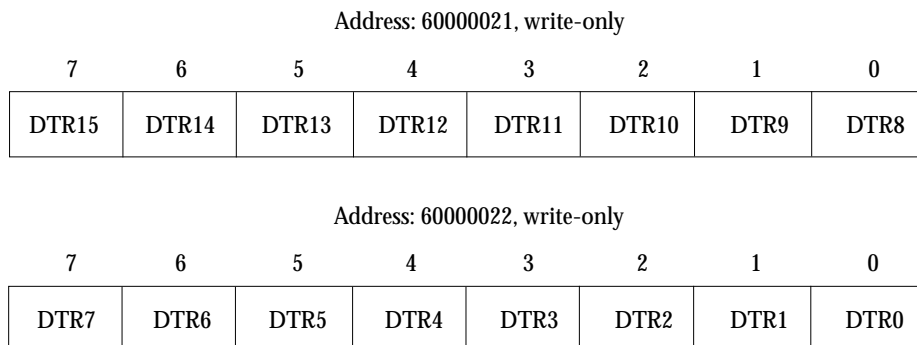 Address: 60000021, write-only
7 6 5 4 3 2 1 0
DTR15 DTR14 DTR13 DTR12 DTR11 DTR10 DTR9 DTR8
Address: 60000022, write-only
7 6 5 4 3 2 1 0
DTR7 DTR6 DTR5 DTR4 DTR3 DTR2 DTR1 DTR0